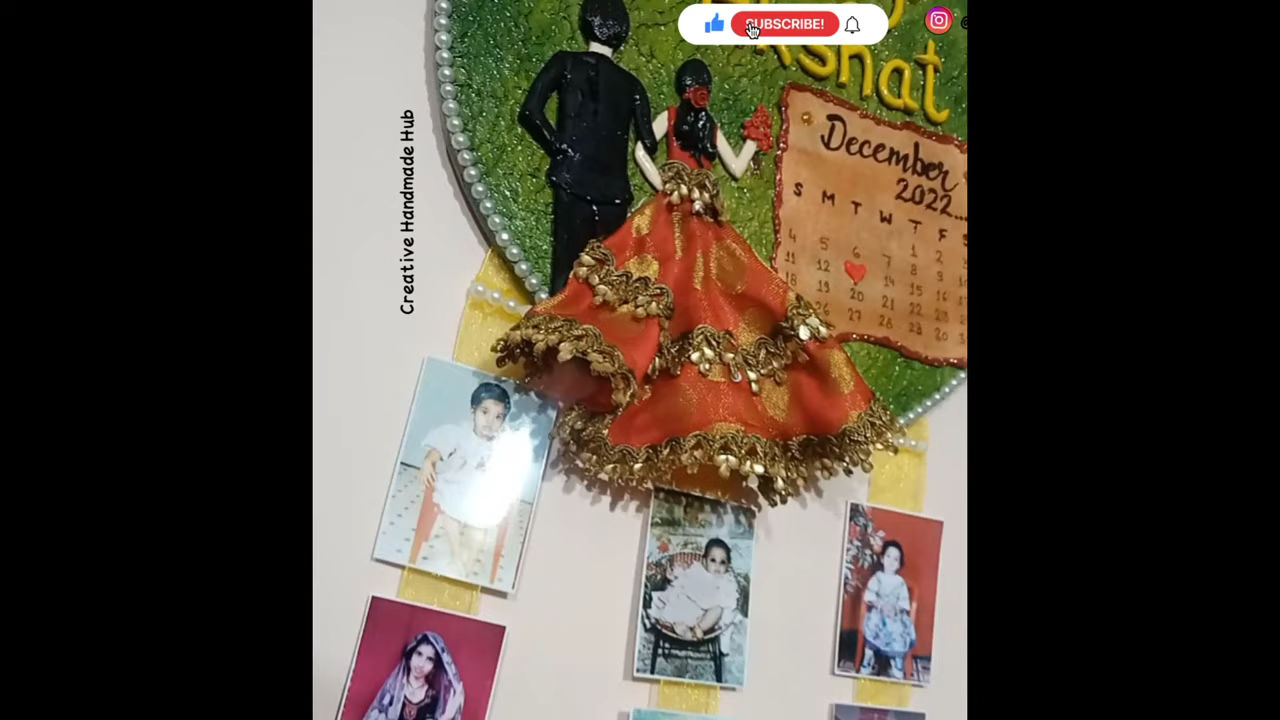 SUBSCRIBE!
Creative Handmade Hub
December
2022...
S M T W T F S
1 2
4 5 6 7 8 9
11 12 14 15 16
18 19 20 21 22 23
26 27 28 29 30